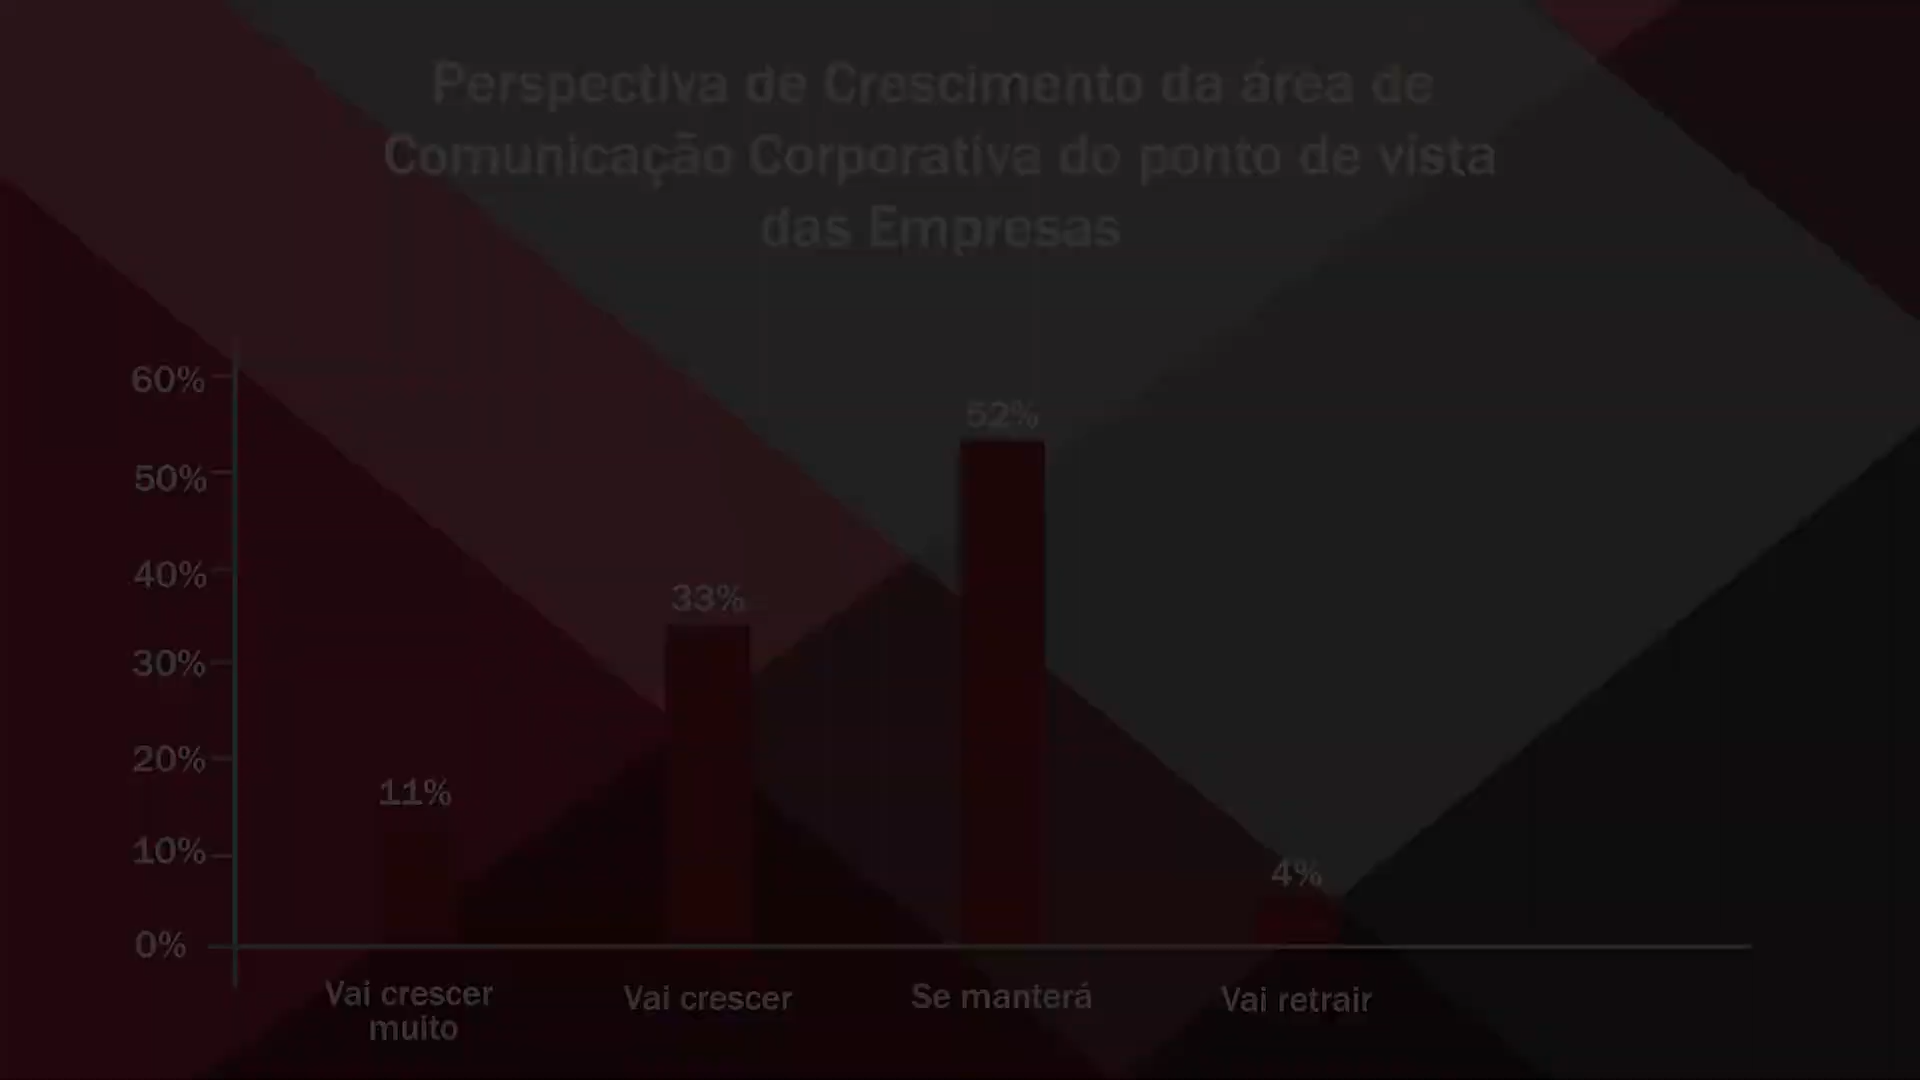 Perspectiva de Crescimento da área de
Comunicação Corporativa do ponto de vista
das Empresas
60%
50%
40%
30%
20%
10%
0%
11%
33%
52%
4%
Vai crescer
muito
Vai crescer
Se manterá
Vai retrair